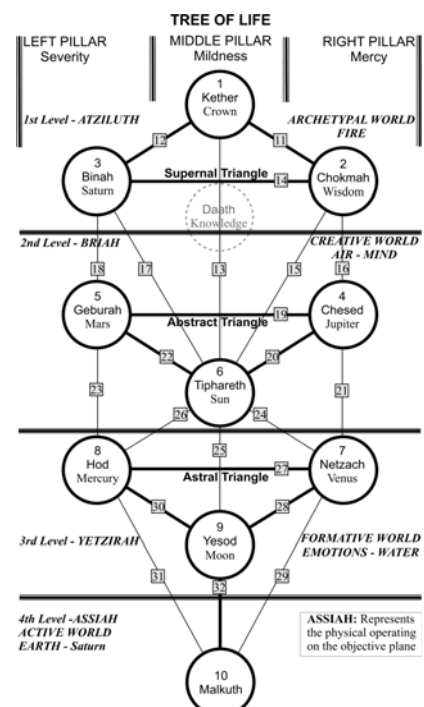 TREE OF LIFE
LEFT PILLAR
Severity
MIDDLE PILLAR
Mildness
RIGHT PILLAR
Mercy
1
Kether
Crown
1st Level - ATZILUTH
ARCHETYPAL WORLD
FIRE
12
11
3
Binah
Saturn
Supernal Triangle
14
2
Chokmah
Wisdom
Daath
Knowledge
2nd Level - BRIAH
CREATIVE WORLD
AIR - MIND
18
17
13
15
16
5
Geburah
Mars
19
Abstract Triangle
4
Chesed
Jupiter
22
20
6
Tiphareth
Sun
23
21
26
24
25
8
Hod
Mercury
27
Astral Triangle
7
Netzach
Venus
30
28
9
Yesod
Moon
3rd Level - YETZIRAH
FORMATIVE WORLD
EMOTIONS - WATER
31
32
29
4th Level -ASSIAH
ACTIVE WORLD
EARTH - Saturn
ASSIAH: Represents
the physical operating
on the objective plane
10
Malkuth